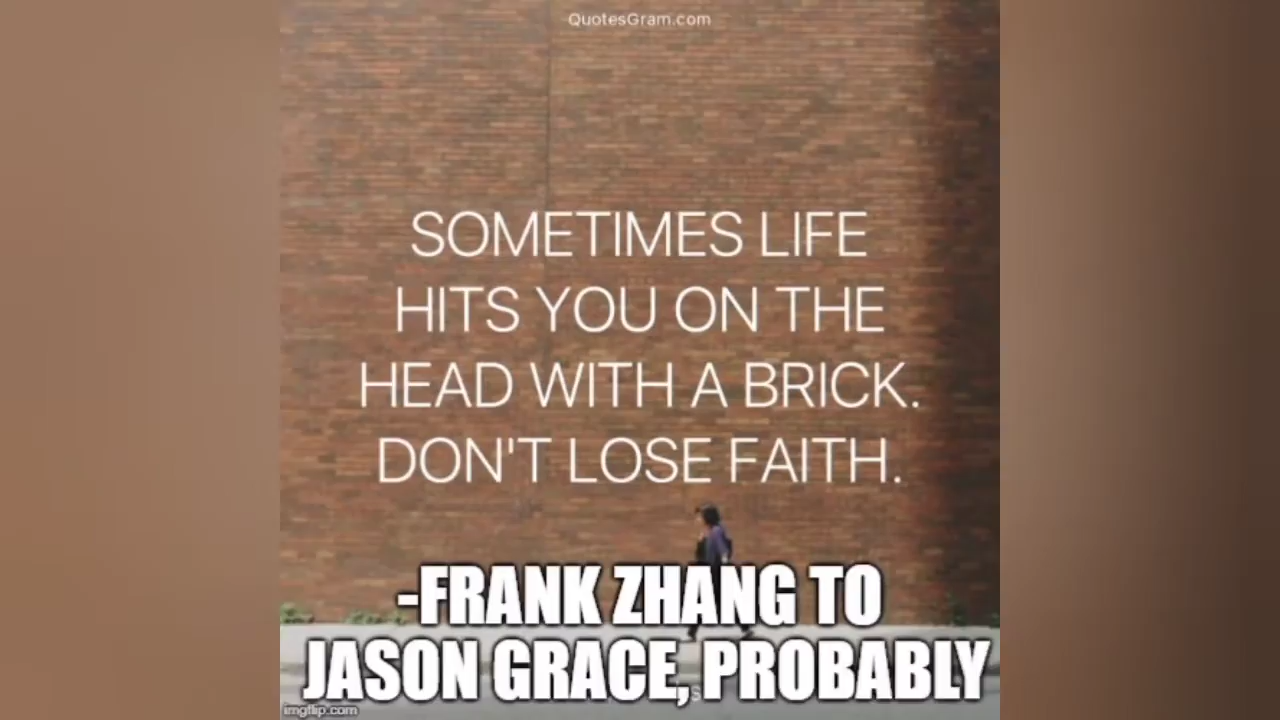 QuotesGram.com
SOMETIMES LIFE
HITS YOU ON THE
HEAD WITH A BRICK.
DON'T LOSE FAITH.
-FRANK ZHANG TO
JASON GRACE, PROBABLY
imgflip.com